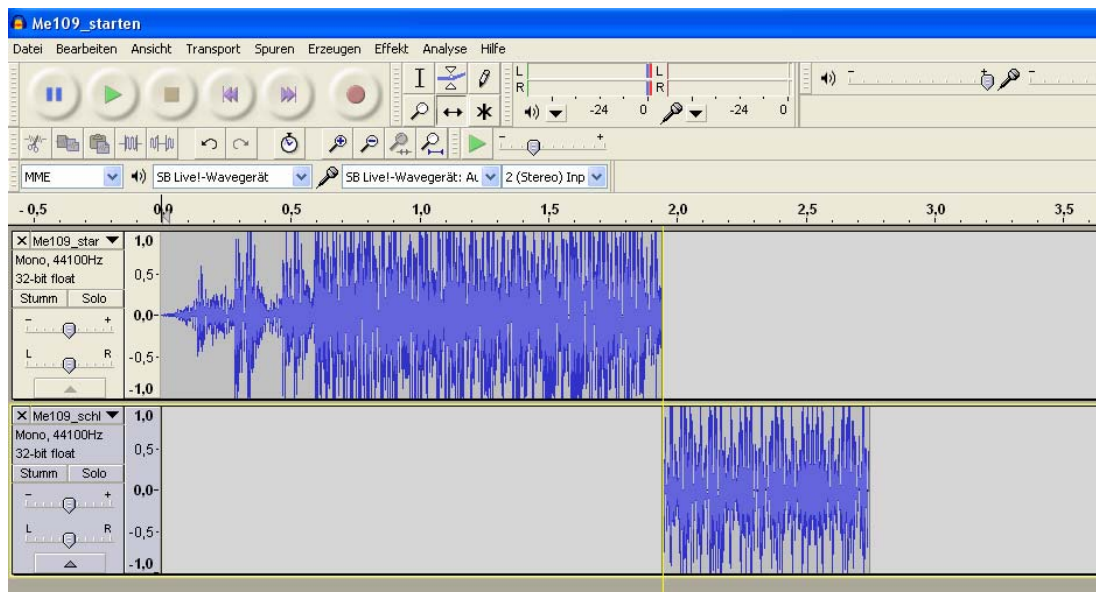 Me109_starten
Datei Bearbeiten Ansicht Transport Spuren Erzeugen Effekt Analyse Hilfe
L
R
-24 0
L
R
-24 0
- +
MME
SB Live!-Wavegerät
SB Live!-Wavegerät: Au
2 (Stereo) Inp
- 0,5 0,0 0,5 1,0 1,5 2,0 2,5 3,0 3,5
X Me109_star
Mono, 44100Hz
32-bit float
Stumm Solo
- +
L R
1,0
0,5-
0,0-
-0,5-
-1,0
X Me109_schl
Mono, 44100Hz
32-bit float
Stumm Solo
- +
L R
1,0
0,5-
0,0-
-0,5-
-1,0